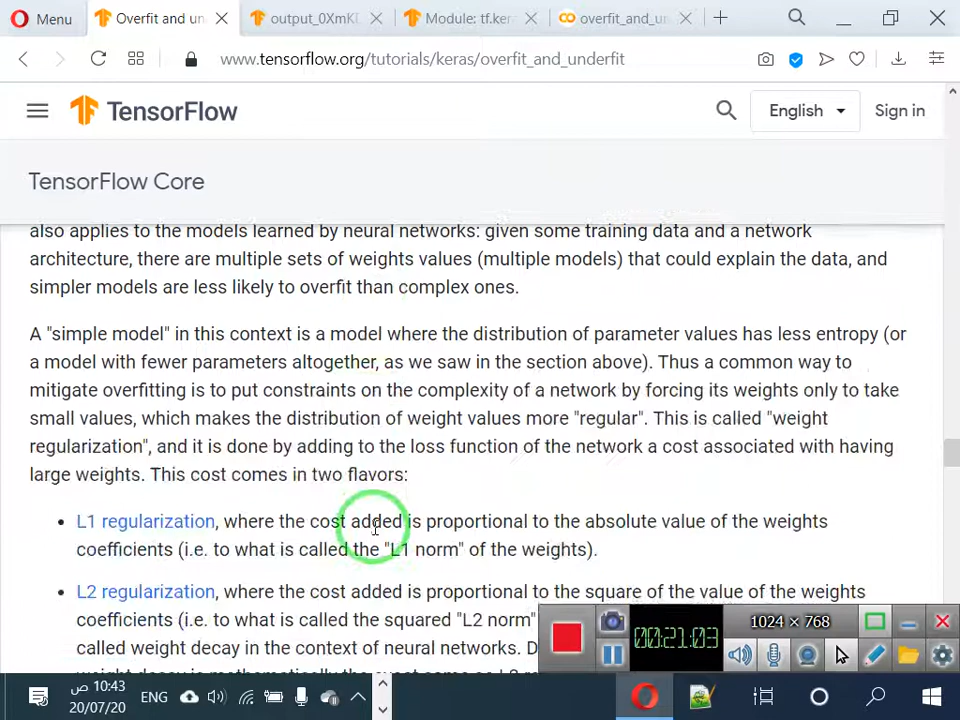 Menu
Overfit and un
output_0XmKD
Module: tf.ker
overfit_and_un
www.tensorflow.org/tutorials/keras/overfit_and_underfit
TensorFlow
English
Sign in
TensorFlow Core
also applies to the models learned by neural networks: given some training data and a network
architecture, there are multiple sets of weights values (multiple models) that could explain the data, and
simpler models are less likely to overfit than complex ones.
A "simple model" in this context is a model where the distribution of parameter values has less entropy (or
a model with fewer parameters altogether, as we saw in the section above). Thus a common way to
mitigate overfitting is to put constraints on the complexity of a network by forcing its weights only to take
small values, which makes the distribution of weight values more "regular". This is called "weight
regularization", and it is done by adding to the loss function of the network a cost associated with having
large weights. This cost comes in two flavors:
• L1 regularization, where the cost added is proportional to the absolute value of the weights
coefficients (i.e. to what is called the "L1 norm" of the weights).
• L2 regularization, where the cost added is proportional to the square of the value of the weights
coefficients (i.e. to what is called the squared "L2 norm"
called weight decay in the context of neural networks. D
1024 × 768
00:21:03
10:43 ص
ENG
20/07/20